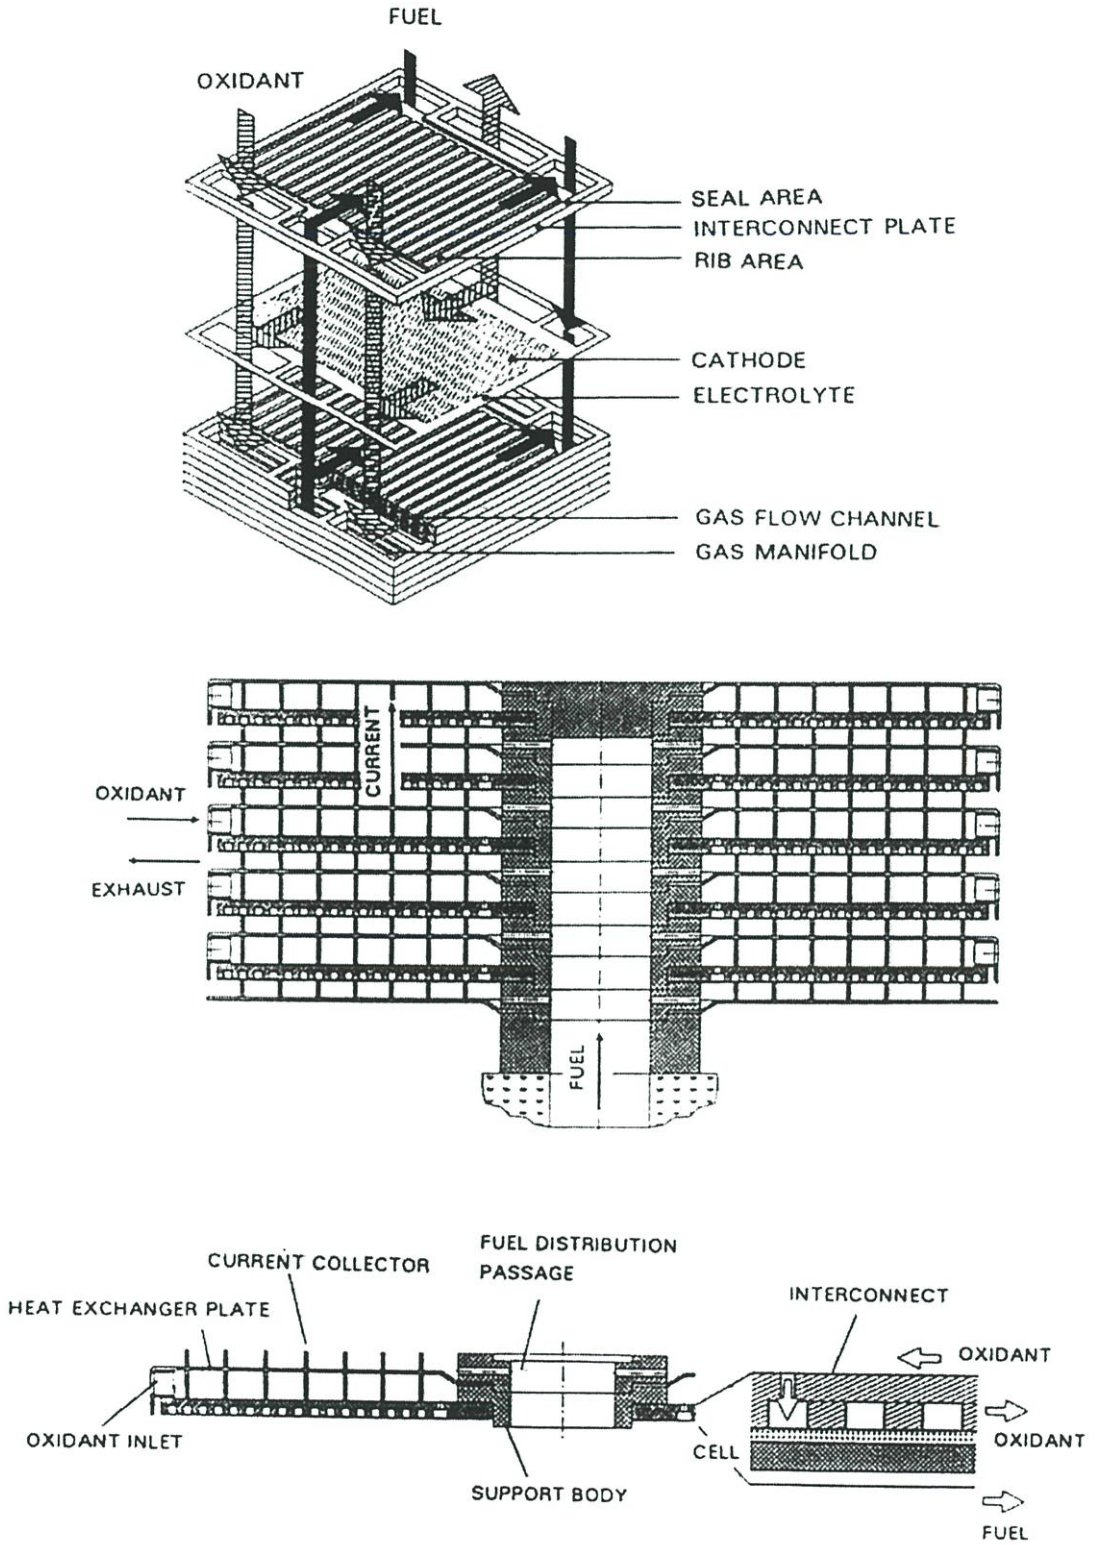 FUEL
OXIDANT
SEAL AREA
INTERCONNECT PLATE
RIB AREA
CATHODE
ELECTROLYTE
GAS FLOW CHANNEL
GAS MANIFOLD
CURRENT
OXIDANT
EXHAUST
FUEL
FUEL DISTRIBUTION
PASSAGE
CURRENT COLLECTOR
HEAT EXCHANGER PLATE
INTERCONNECT
OXIDANT
OXIDANT INLET
OXIDANT
CELL
SUPPORT BODY
FUEL